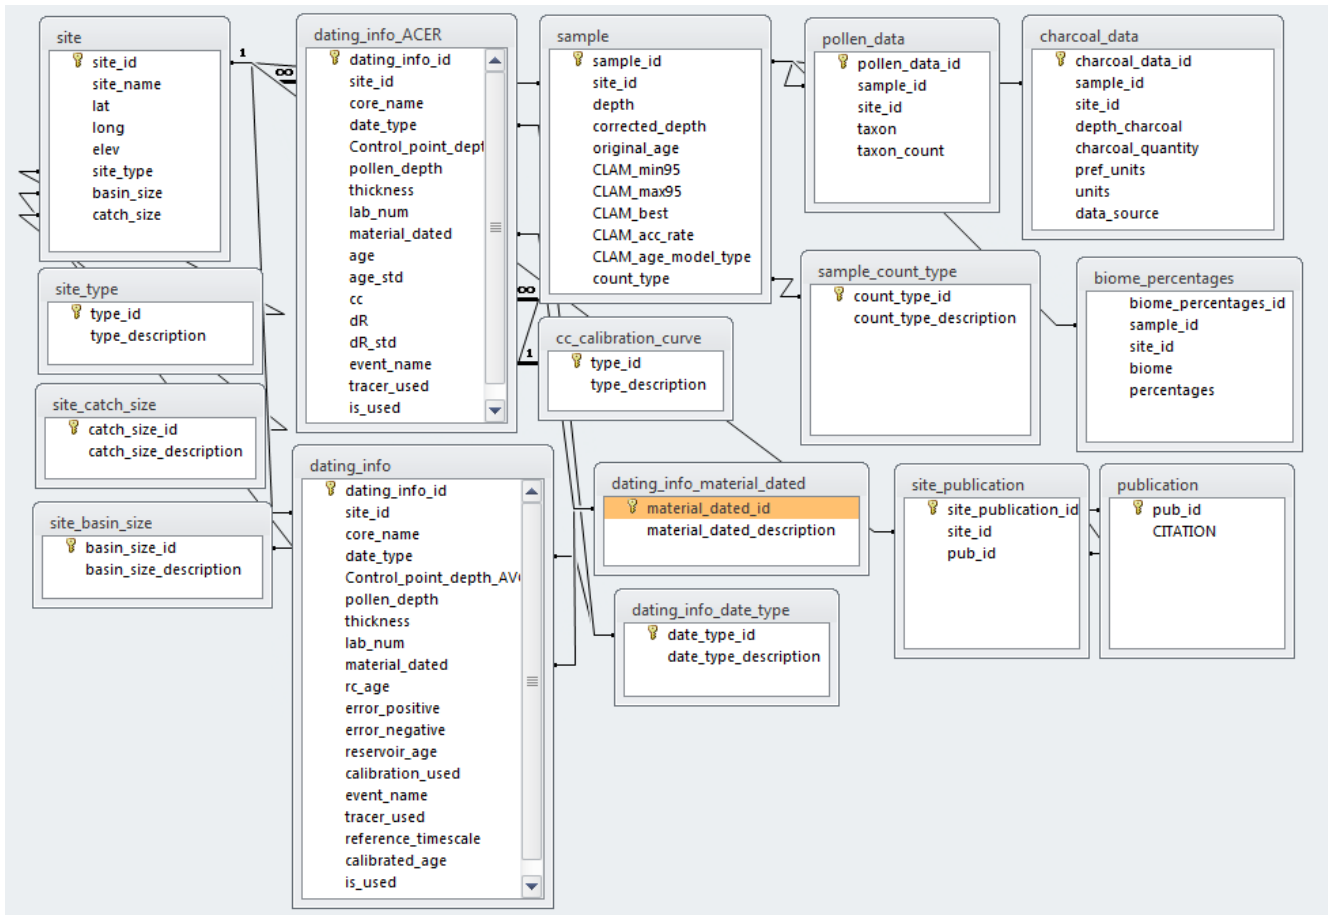 site
site_id
site_name
lat
long
elev
site_type
basin_size
catch_size
1
∞
dating_info_ACER
dating_info_id
site_id
core_name
date_type
Control_point_dept
pollen_depth
thickness
lab_num
material_dated
age
age_std
cc
dR
dR_std
event_name
tracer_used
is_used
∞
1
sample
sample_id
site_id
depth
corrected_depth
original_age
CLAM_min95
CLAM_max95
CLAM_best
CLAM_acc_rate
CLAM_age_model_type
count_type
pollen_data
pollen_data_id
sample_id
site_id
taxon
taxon_count
charcoal_data
charcoal_data_id
sample_id
site_id
depth_charcoal
charcoal_quantity
pref_units
units
data_source
site_type
type_id
type_description
cc_calibration_curve
type_id
type_description
sample_count_type
count_type_id
count_type_description
biome_percentages
biome_percentages_id
sample_id
site_id
biome
percentages
site_catch_size
catch_size_id
catch_size_description
site_basin_size
basin_size_id
basin_size_description
dating_info
dating_info_id
site_id
core_name
date_type
Control_point_depth_AV
pollen_depth
thickness
lab_num
material_dated
rc_age
error_positive
error_negative
reservoir_age
calibration_used
event_name
tracer_used
reference_timescale
calibrated_age
is_used
dating_info_material_dated
material_dated_id
material_dated_description
dating_info_date_type
date_type_id
date_type_description
site_publication
site_publication_id
site_id
pub_id
publication
pub_id
CITATION